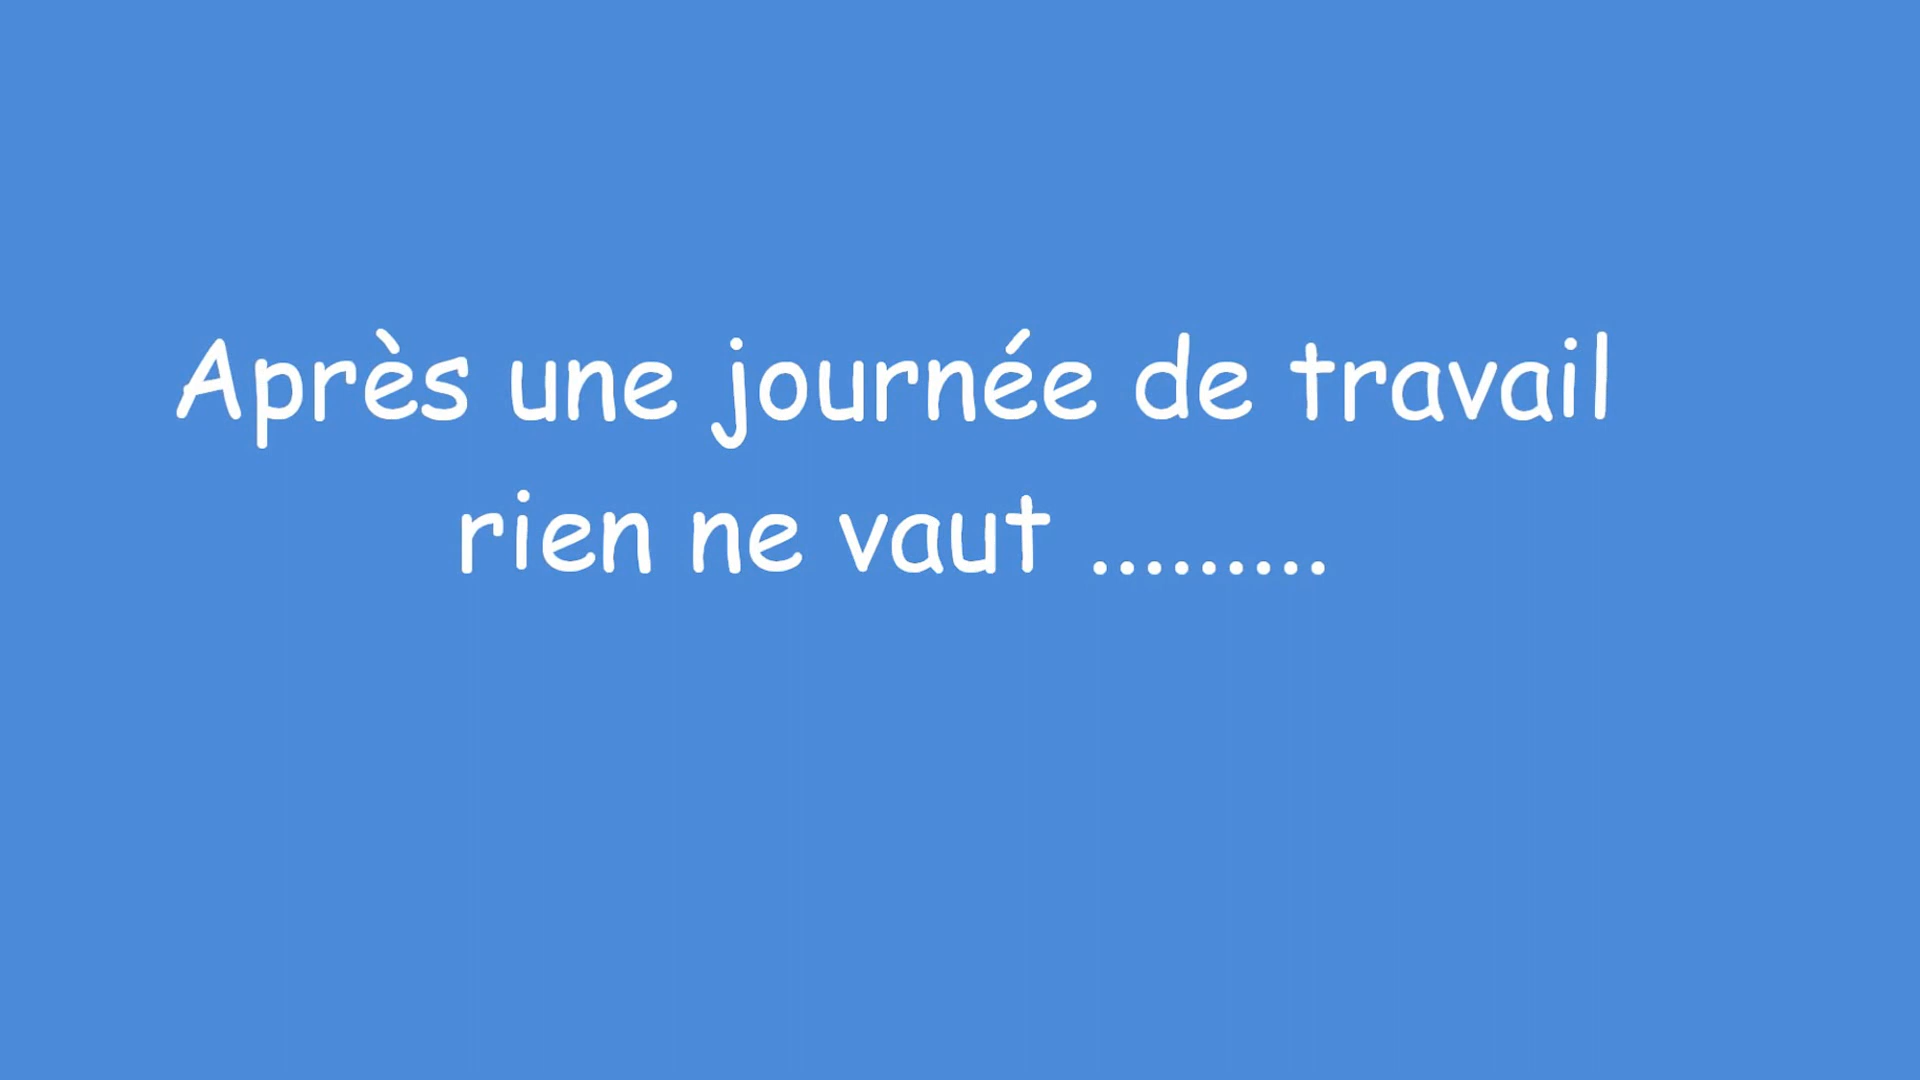 Après une journée de travail
rien ne vaut .........